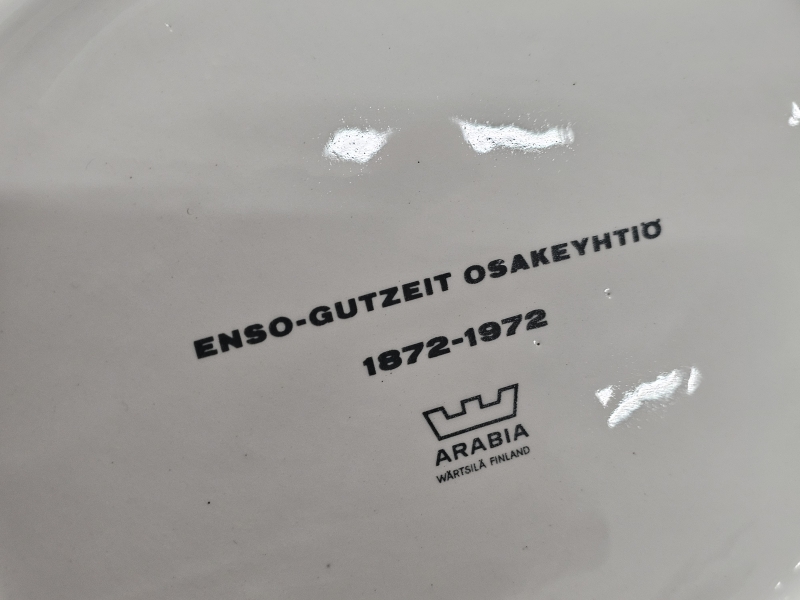 ENSO-GUTZEIT OSAKEYHTIÖ
1872-1972
ARABIA
WÄRTSILÄ FINLAND